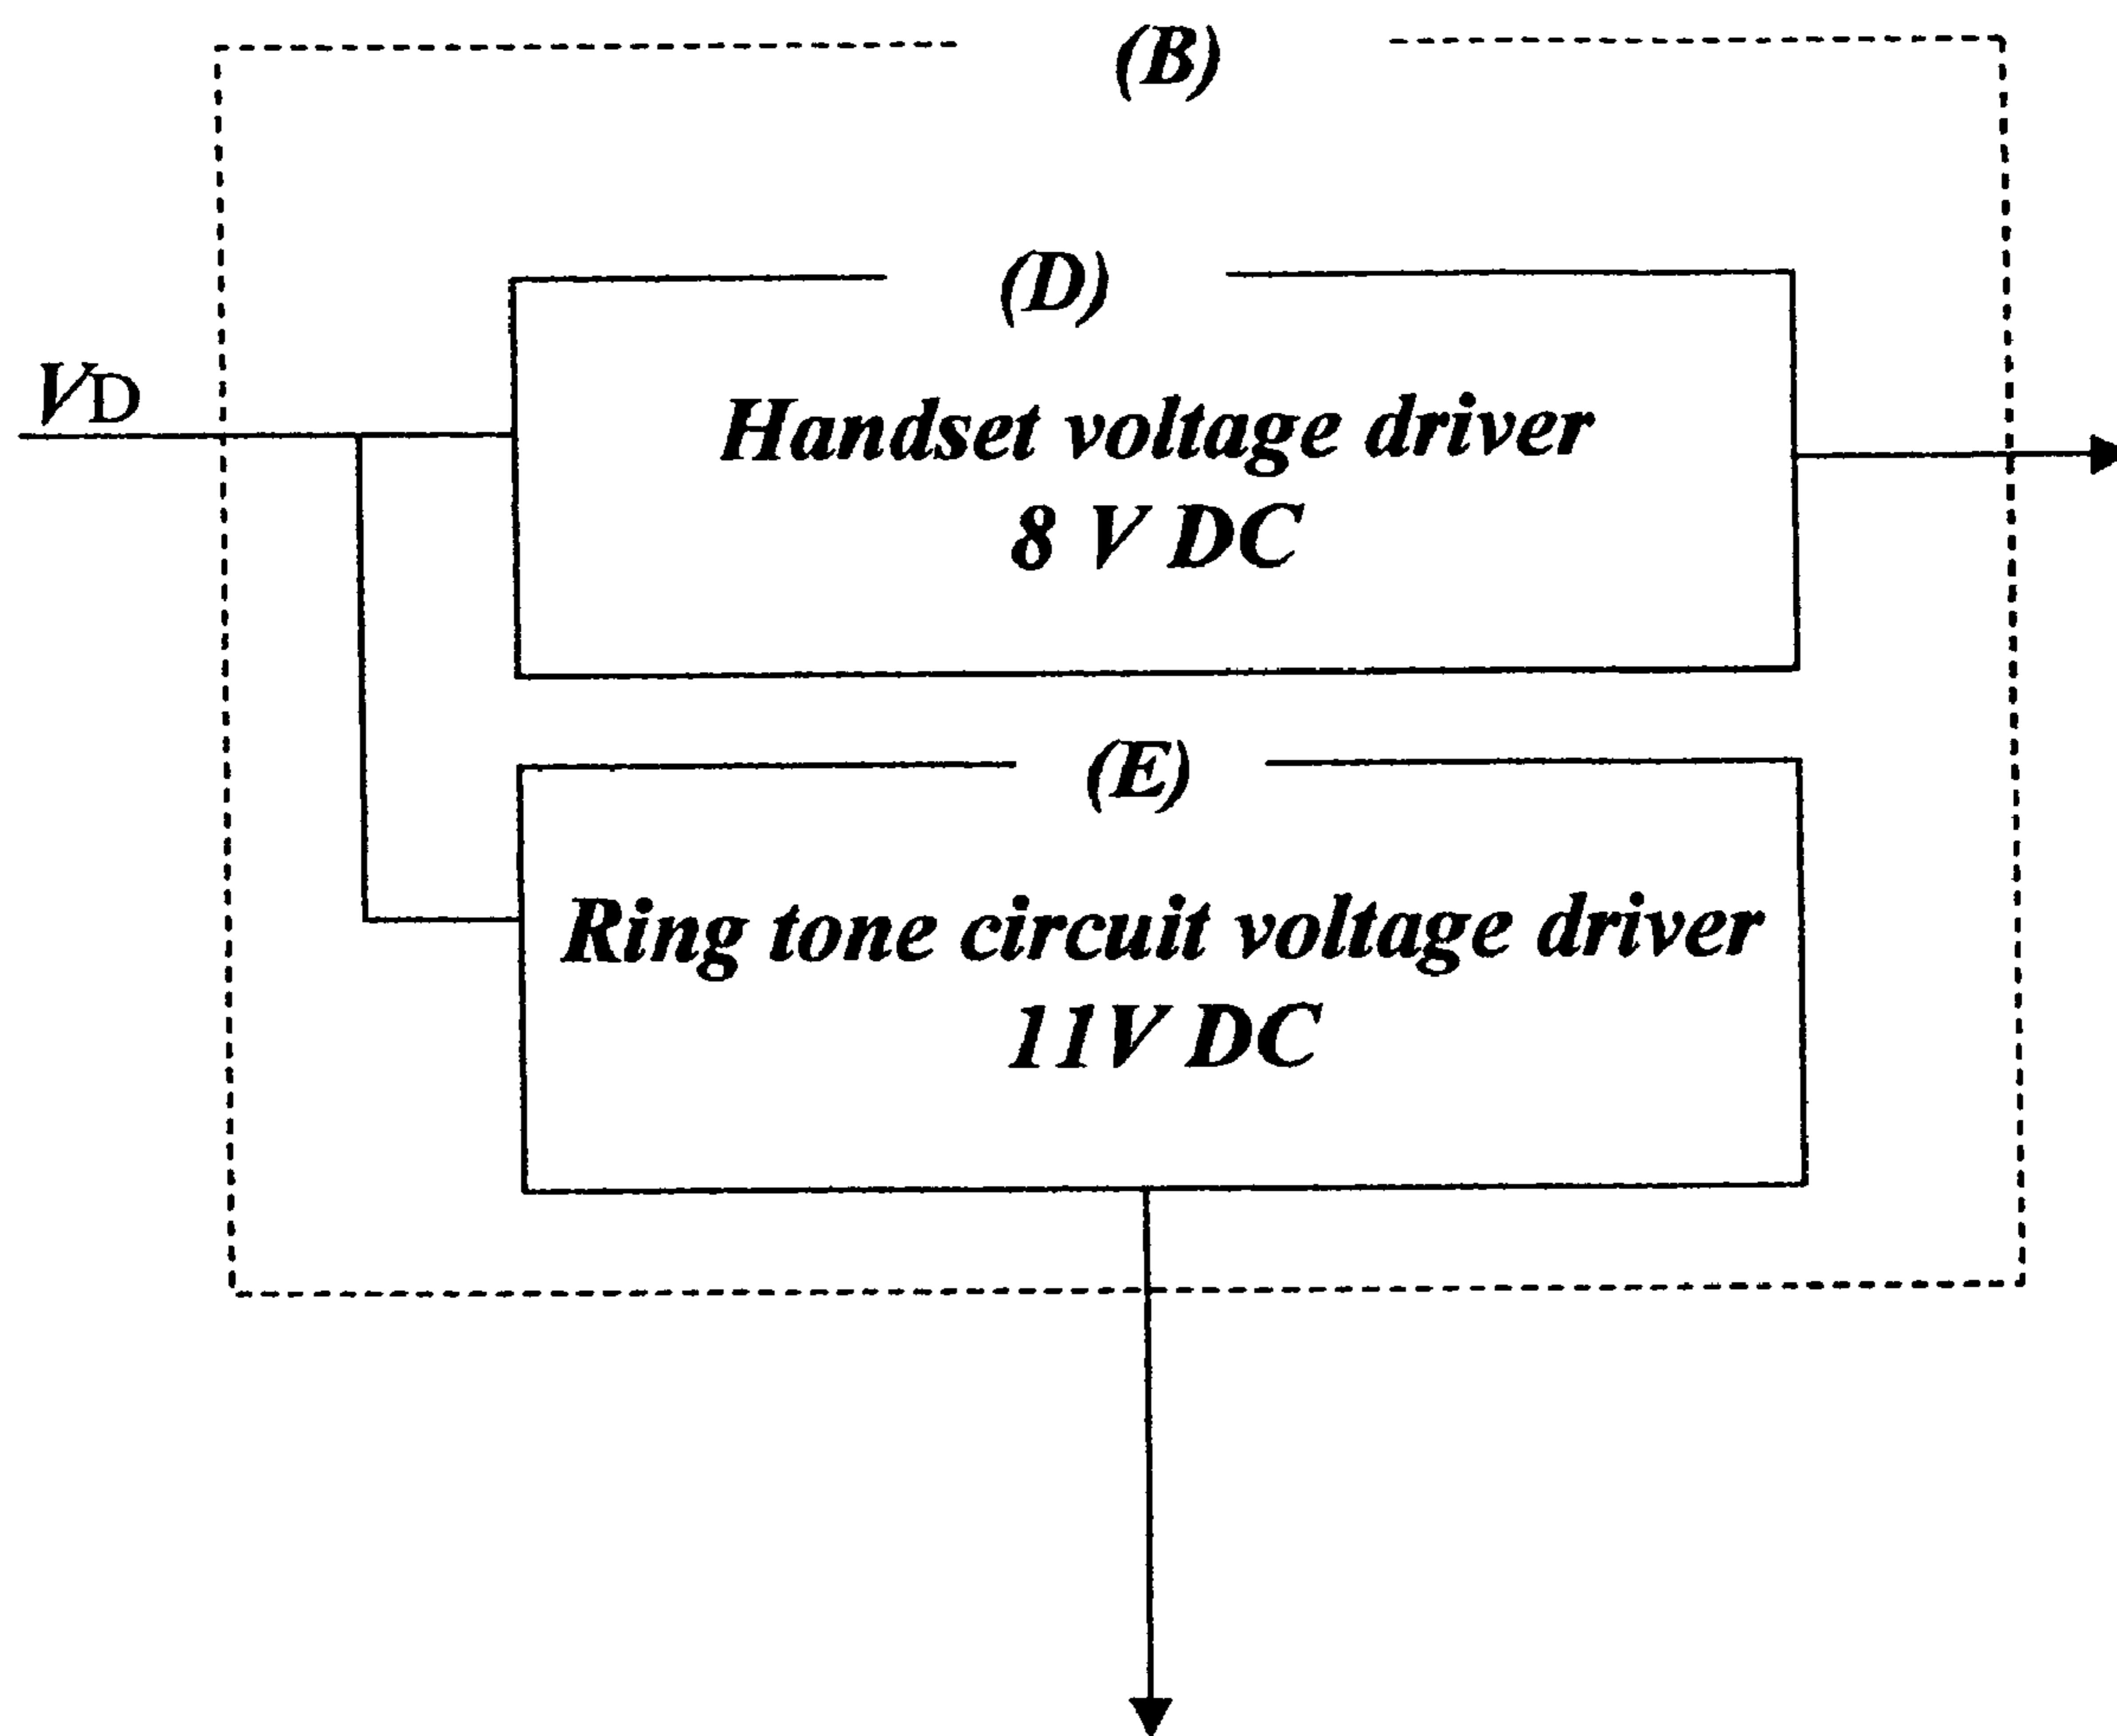 (B)
(D)
VD
Handset voltage driver
8 V DC
(E)
Ring tone circuit voltage driver
11V DC